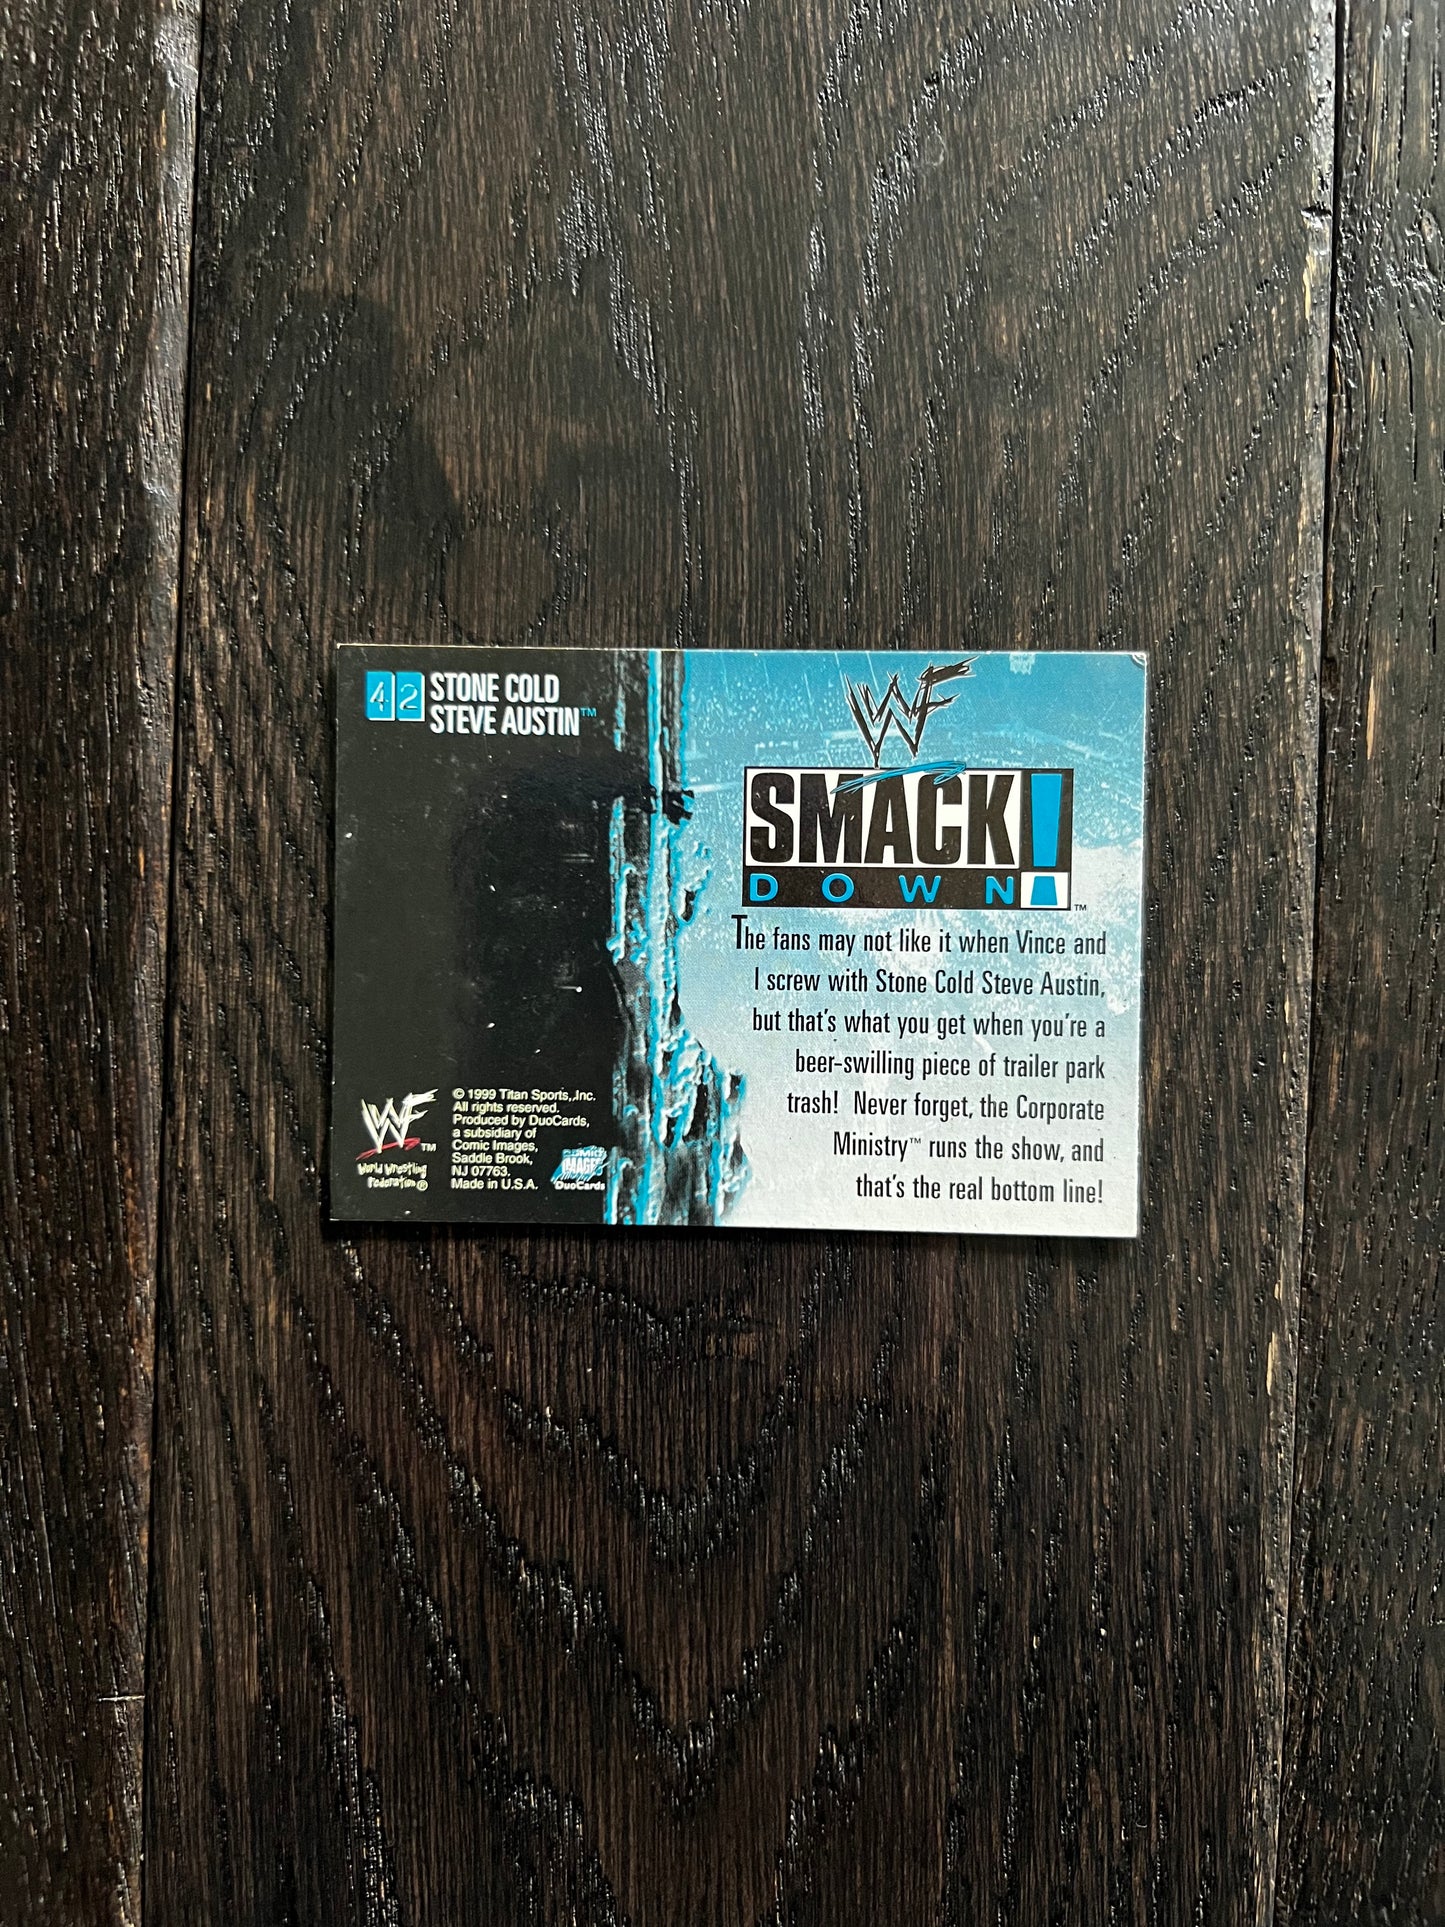 42
STONE COLD
STEVE AUSTIN™
WF
SMACK!
DOWN!™
The fans may not like it when Vince and
I screw with Stone Cold Steve Austin,
but that's what you get when you're a
beer-swilling piece of trailer park
trash! Never forget, the Corporate
Ministry™ runs the show, and
that's the real bottom line!
WF™
World Wrestling
Federation®
© 1999 Titan Sports, Inc.
All rights reserved.
Produced by DuoCards,
a subsidiary of
Comic Images,
Saddle Brook,
NJ 07763.
Made in U.S.A.
COMIC
IMAGES
DuoCards